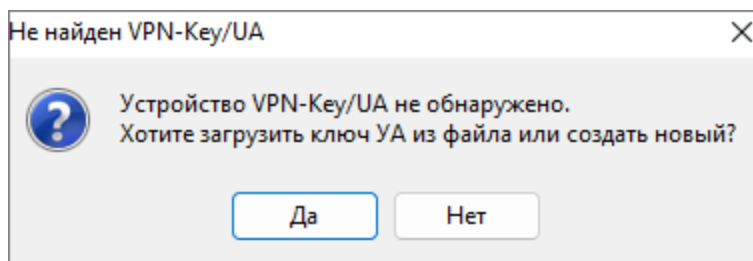 Не найден VPN-Key/UA
Устройство VPN-Key/UA не обнаружено.
Хотите загрузить ключ УА из файла или создать новый?
Да
Нет